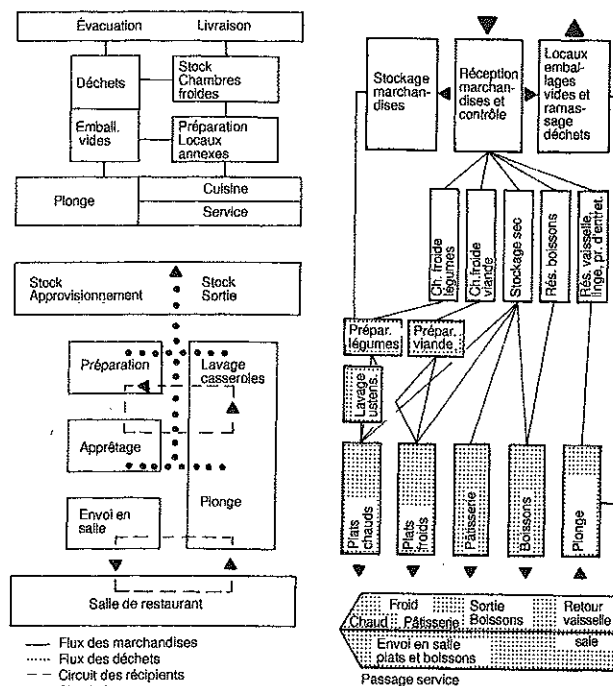 Évacuation
Livraison
Déchets
Stock
Chambres
froides
Emball.
vides
Préparation
Locaux
annexes
Plonge
Cuisine
Service
Stock
Approvisionnement
Stock
Sortie
Préparation
Lavage
casseroles
Apprêtage
Plonge
Envoi en
salle
Salle de restaurant
Flux des marchandises
Flux des déchets
Circuit des récipients
Stockage
marchan-
dises
Réception
marchan-
dises et
contrôle
Locaux
embal-
lages
vides et
ramas-
sage
déchets
Ch. froide
légumes
Ch. froide
viande
Stockage sec
Rés. boissons
Rés. vaisselle,
linge, pr. d'entret.
Prépar.
légumes
Prépar.
viande
Lavage
ustens.
Plats
chauds
Plats
froids
Pâtisserie
Boissons
Plonge
Froid
Sortie
Retour
Chaud
Pâtisserie
Boissons
vaisselle
sale
Envoi en salle
plats et boissons
Passage service